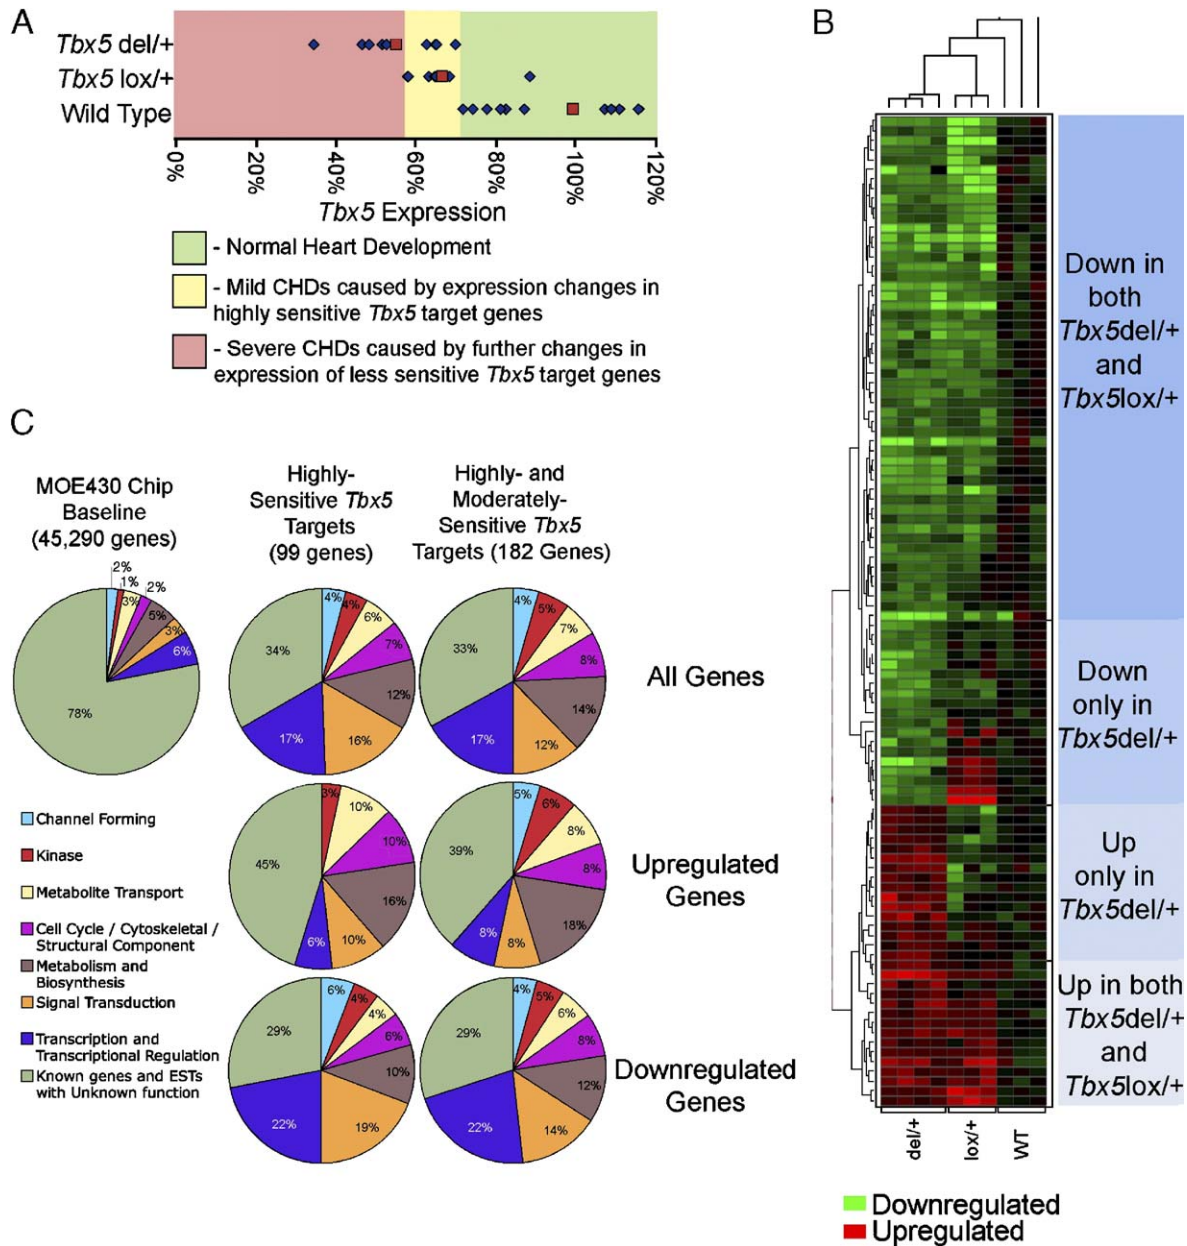 A
Tbx5 del/+
Tbx5 lox/+
Wild Type
0%
20%
40%
60%
80%
100%
120%
Tbx5 Expression
- Normal Heart Development
- Mild CHDs caused by expression changes in
highly sensitive Tbx5 target genes
- Severe CHDs caused by further changes in
expression of less sensitive Tbx5 target genes
B
Down in
both
Tbx5del/+
and
Tbx5lox/+
Down
only in
Tbx5del/+
Up
only in
Tbx5del/+
Up in both
Tbx5del/+
and
Tbx5lox/+
del/+
lox/+
WT
Downregulated
Upregulated
C
MOE430 Chip
Baseline
(45,290 genes)
2%
1%
3%
2%
5%
3%
6%
78%
Highly-
Sensitive Tbx5
Targets
(99 genes)
4%
4%
6%
7%
12%
16%
17%
34%
Highly- and
Moderately-
Sensitive Tbx5
Targets (182 Genes)
4%
5%
7%
8%
14%
12%
17%
33%
All Genes
3%
10%
10%
16%
10%
6%
45%
5%
6%
8%
8%
18%
8%
8%
39%
Upregulated
Genes
6%
4%
4%
6%
10%
19%
22%
29%
4%
5%
6%
8%
12%
14%
22%
29%
Downregulated
Genes
Channel Forming
Kinase
Metabolite Transport
Cell Cycle / Cytoskeletal /
Structural Component
Metabolism and
Biosynthesis
Signal Transduction
Transcription and
Transcriptional Regulation
Known genes and ESTs
with Unknown function